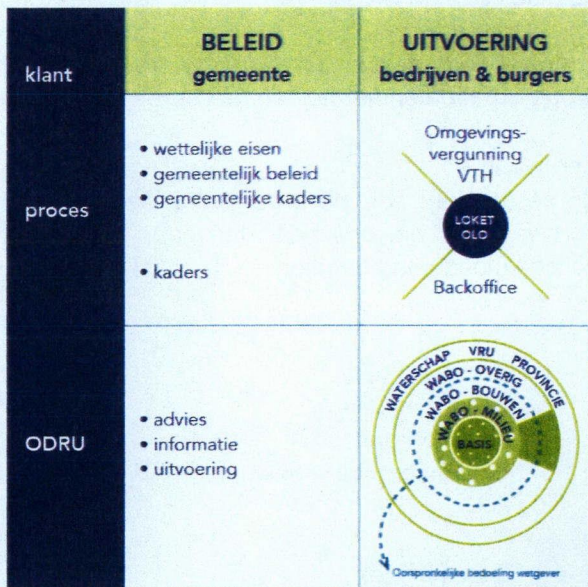 klant
BELEID
gemeente
UITVOERING
bedrijven & burgers
proces
• wettelijke eisen
• gemeentelijk beleid
• gemeentelijke kaders
• kaders
Omgevings-
vergunning
VTH
LOKET
OLO
Backoffice
ODRU
• advies
• informatie
• uitvoering
WATERSCHAP VRU PROVINCIE
WABO - OVERIG
WABO - BOUWEN
WABO - MILIEU
BASIS
Oorspronkelijke bedoeling wetgever